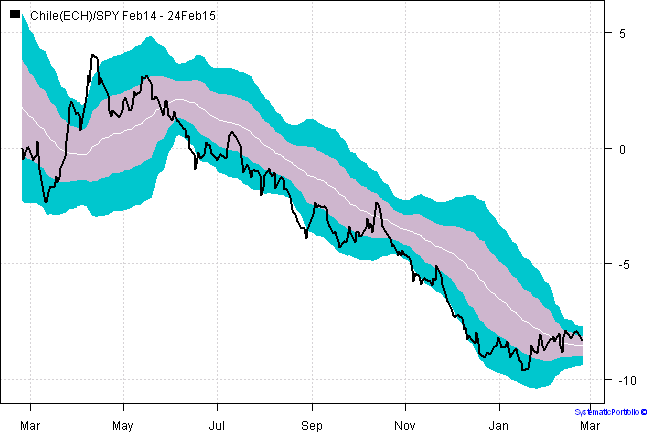 Chile(ECH)/SPY Feb14 - 24Feb15
5
0
-5
-10
Mar May Jul Sep Nov Jan Mar
SystematicPortfolio ©